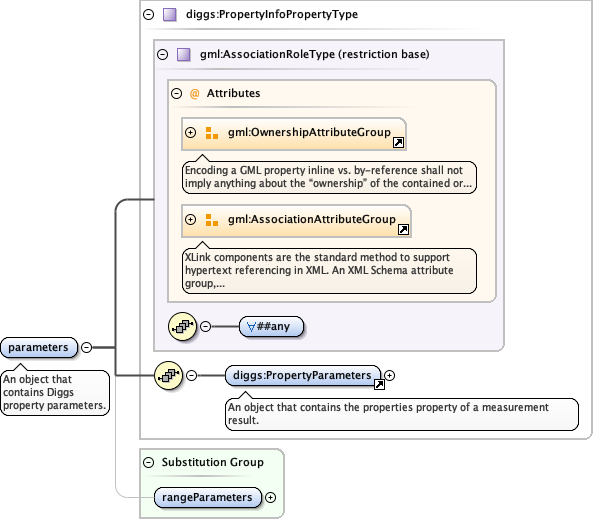 diggs:PropertyInfoPropertyType
gml:AssociationRoleType (restriction base)
@ Attributes
gml:OwnershipAttributeGroup
Encoding a GML property inline vs. by-reference shall not
imply anything about the “ownership” of the contained or...
gml:AssociationAttributeGroup
XLink components are the standard method to support
hypertext referencing in XML. An XML Schema attribute
group,...
∀##any
parameters
An object that
contains Diggs
property parameters.
diggs:PropertyParameters
An object that contains the properties property of a measurement
result.
Substitution Group
rangeParameters